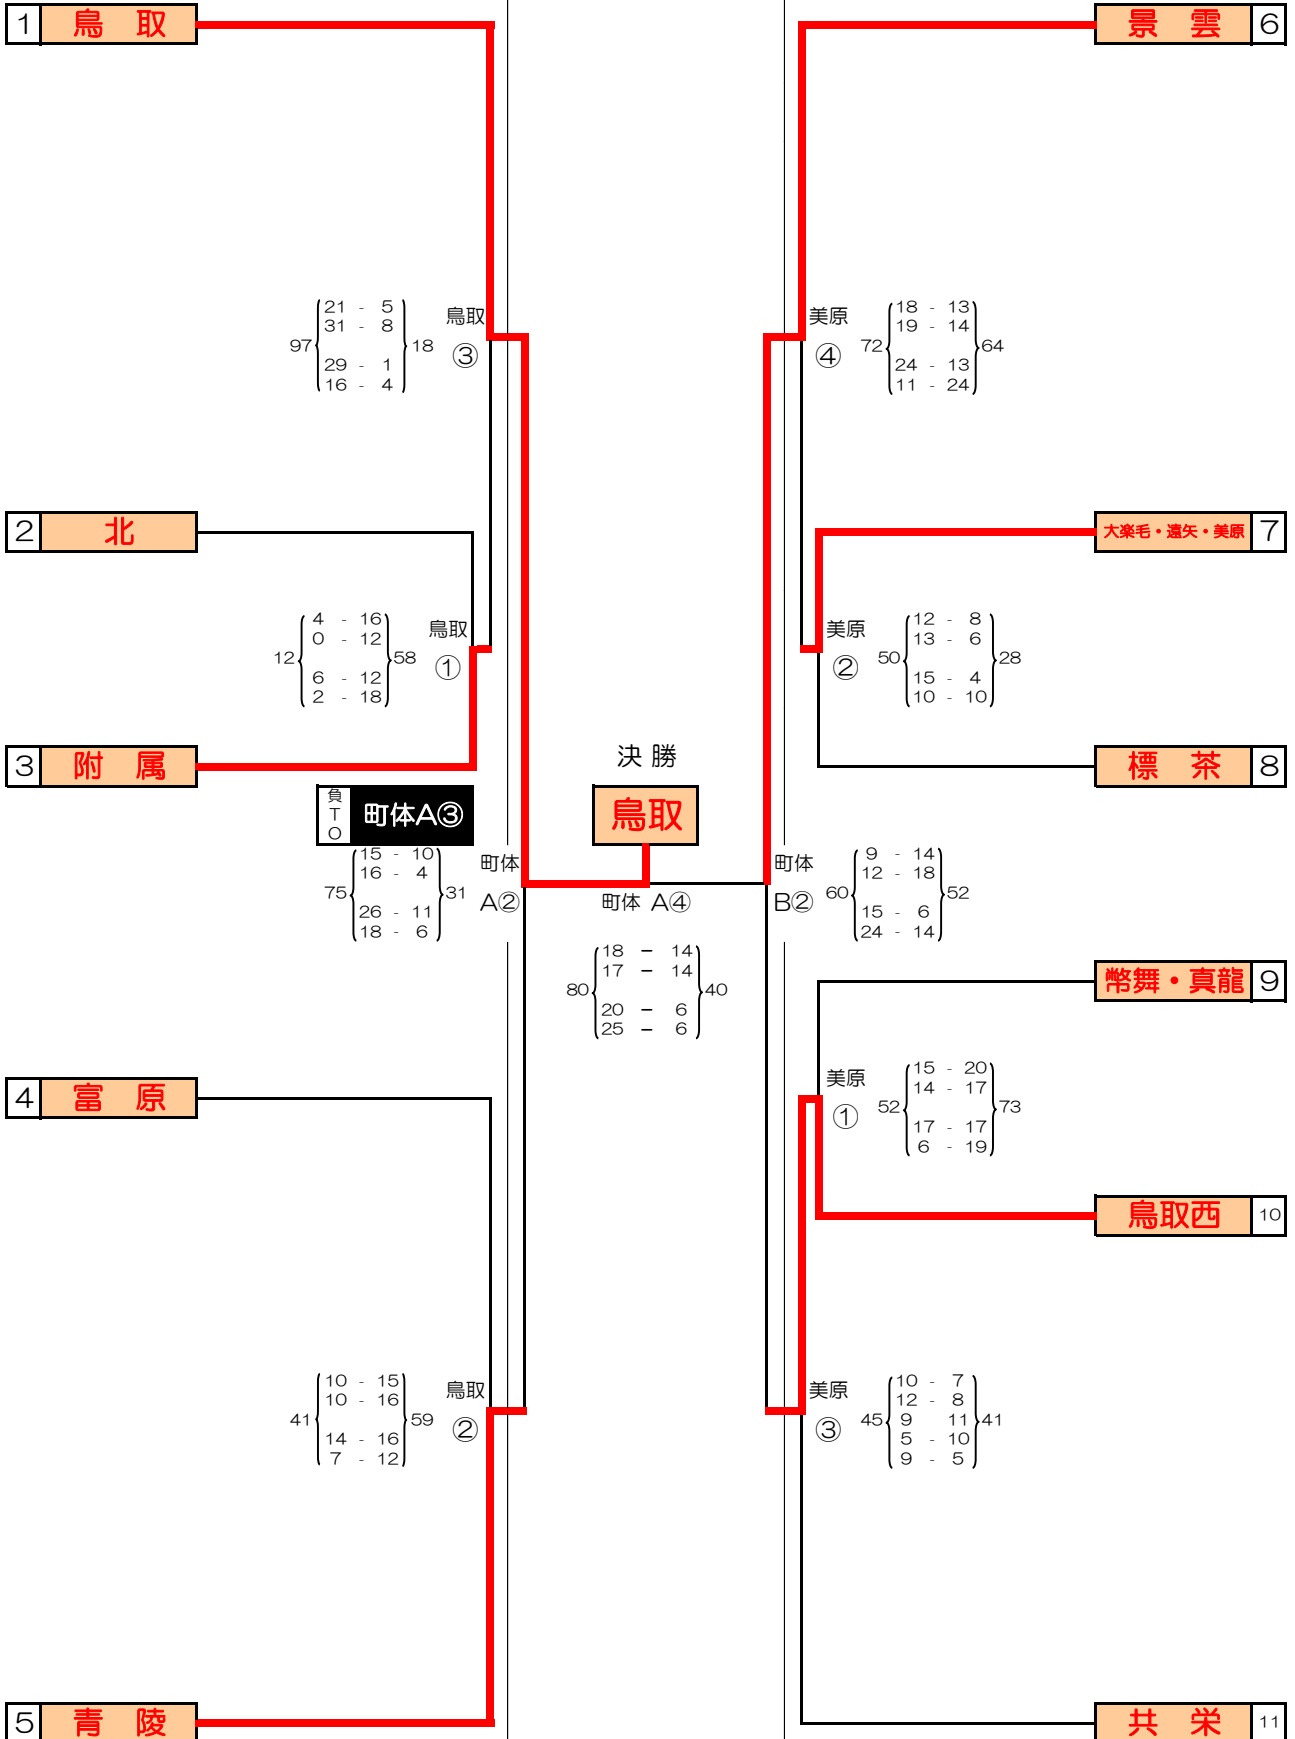 1 鳥 取
景 雲 6
21 - 5
31 - 8
97 18
29 - 1
16 - 4
鳥取
③
美原
④
18 - 13
19 - 14
72 64
24 - 13
11 - 24
2 北
大楽毛・遠矢・美原 7
4 - 16
0 - 12
12 58
6 - 12
2 - 18
鳥取
①
美原
②
12 - 8
13 - 6
50 28
15 - 4
10 - 10
3 附 属
決 勝
標 茶 8
負TO 町体A③
鳥取
15 - 10
16 - 4
75 31
26 - 11
18 - 6
町体
A②
町体 A④
町体
B②
9 - 14
12 - 18
60 52
15 - 6
24 - 14
18 - 14
17 - 14
80 40
20 - 6
25 - 6
幣舞・真龍 9
4 富 原
美原
①
15 - 20
14 - 17
52 73
17 - 17
6 - 19
鳥取西 10
10 - 15
10 - 16
41 59
14 - 16
7 - 12
鳥取
②
美原
③
10 - 7
12 - 8
45 9 11 41
5 - 10
9 - 5
5 青 陵
共 栄 11